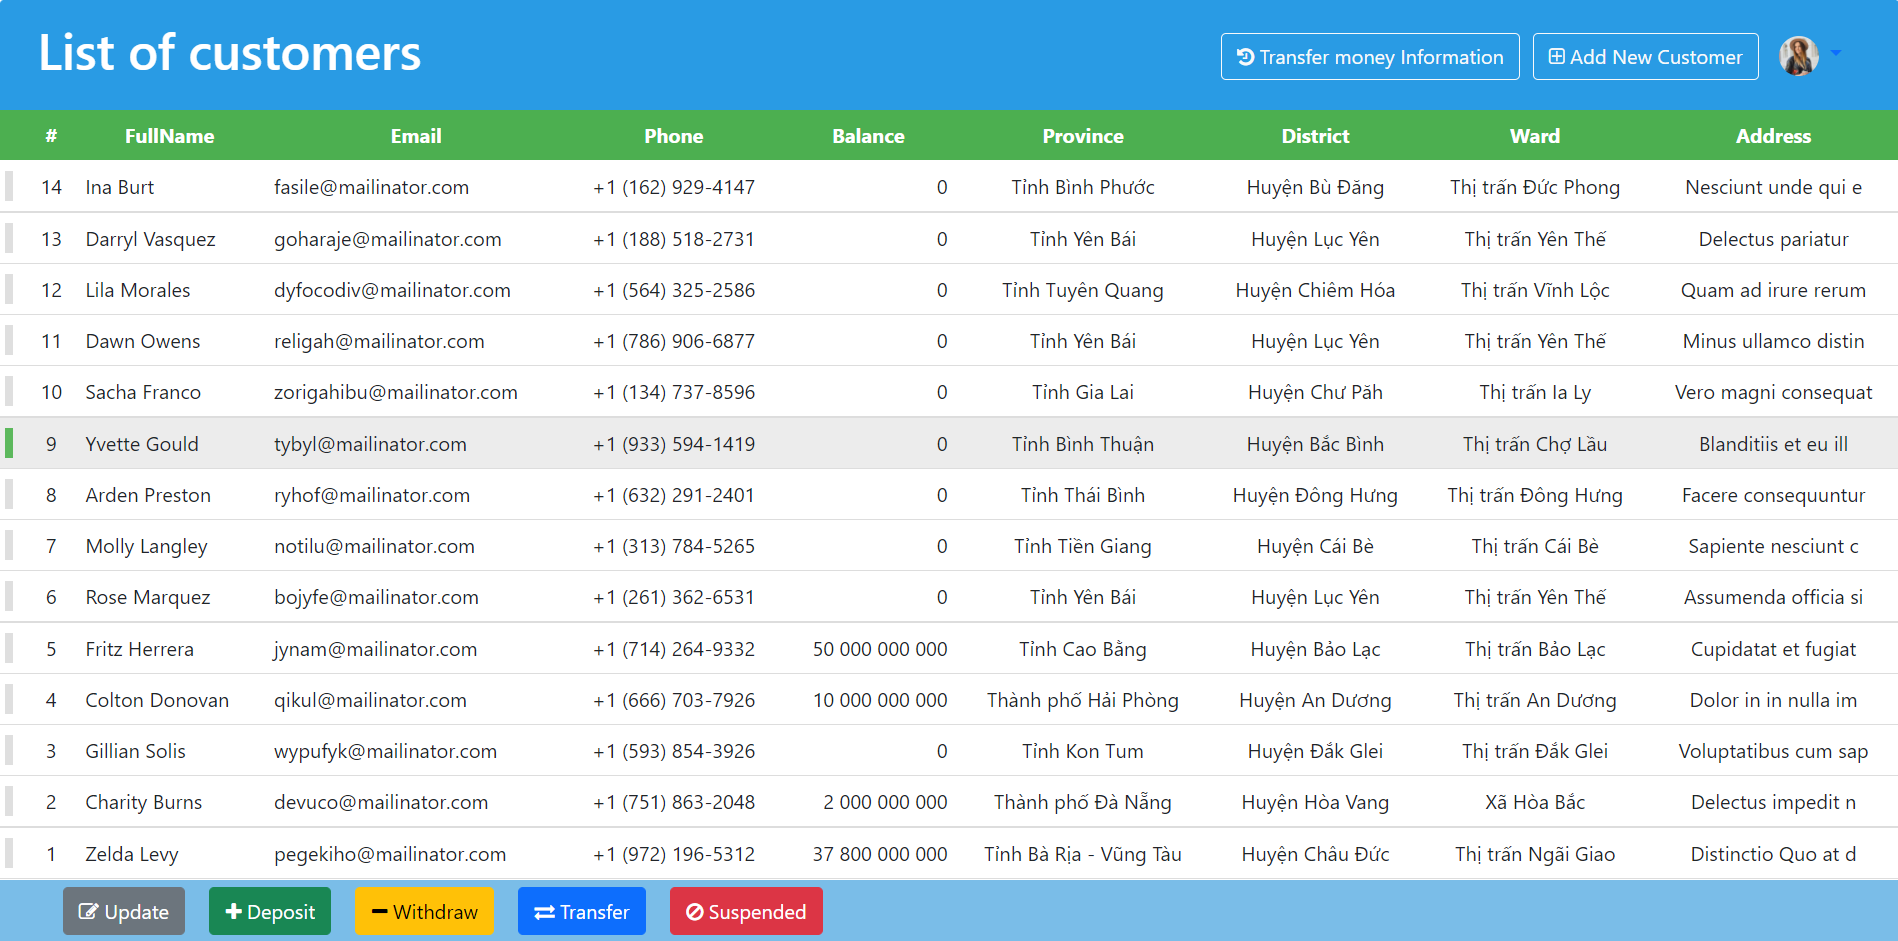 List of customers
Transfer money Information
Add New Customer
# FullName Email Phone Balance Province District Ward Address
14 Ina Burt fasile@mailinator.com +1 (162) 929-4147 0 Tỉnh Bình Phước Huyện Bù Đăng Thị trấn Đức Phong Nesciunt unde qui e
13 Darryl Vasquez goharaje@mailinator.com +1 (188) 518-2731 0 Tỉnh Yên Bái Huyện Lục Yên Thị trấn Yên Thế Delectus pariatur
12 Lila Morales dyfocodiv@mailinator.com +1 (564) 325-2586 0 Tỉnh Tuyên Quang Huyện Chiêm Hóa Thị trấn Vĩnh Lộc Quam ad irure rerum
11 Dawn Owens religah@mailinator.com +1 (786) 906-6877 0 Tỉnh Yên Bái Huyện Lục Yên Thị trấn Yên Thế Minus ullamco distin
10 Sacha Franco zorigahibu@mailinator.com +1 (134) 737-8596 0 Tỉnh Gia Lai Huyện Chư Păh Thị trấn Ia Ly Vero magni consequat
9 Yvette Gould tybyl@mailinator.com +1 (933) 594-1419 0 Tỉnh Bình Thuận Huyện Bắc Bình Thị trấn Chợ Lầu Blanditiis et eu ill
8 Arden Preston ryhof@mailinator.com +1 (632) 291-2401 0 Tỉnh Thái Bình Huyện Đông Hưng Thị trấn Đông Hưng Facere consequuntur
7 Molly Langley notilu@mailinator.com +1 (313) 784-5265 0 Tỉnh Tiền Giang Huyện Cái Bè Thị trấn Cái Bè Sapiente nesciunt c
6 Rose Marquez bojyfe@mailinator.com +1 (261) 362-6531 0 Tỉnh Yên Bái Huyện Lục Yên Thị trấn Yên Thế Assumenda officia si
5 Fritz Herrera jynam@mailinator.com +1 (714) 264-9332 50 000 000 000 Tỉnh Cao Bằng Huyện Bảo Lạc Thị trấn Bảo Lạc Cupidatat et fugiat
4 Colton Donovan qikul@mailinator.com +1 (666) 703-7926 10 000 000 000 Thành phố Hải Phòng Huyện An Dương Thị trấn An Dương Dolor in in nulla im
3 Gillian Solis wypufyk@mailinator.com +1 (593) 854-3926 0 Tỉnh Kon Tum Huyện Đắk Glei Thị trấn Đắk Glei Voluptatibus cum sap
2 Charity Burns devuco@mailinator.com +1 (751) 863-2048 2 000 000 000 Thành phố Đà Nẵng Huyện Hòa Vang Xã Hòa Bắc Delectus impedit n
1 Zelda Levy pegekiho@mailinator.com +1 (972) 196-5312 37 800 000 000 Tỉnh Bà Rịa - Vũng Tàu Huyện Châu Đức Thị trấn Ngãi Giao Distinctio Quo at d
Update Deposit Withdraw Transfer Suspended